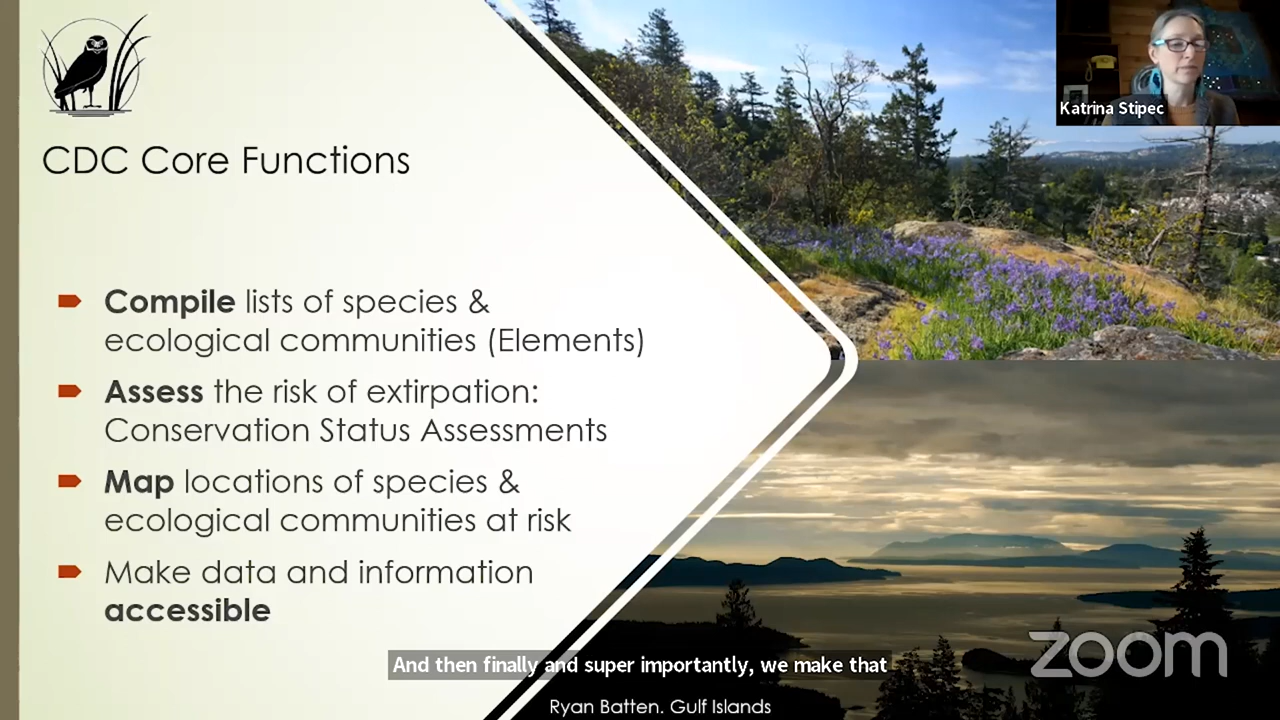 Katrina Stipec
CDC Core Functions
Compile lists of species &
ecological communities (Elements)
Assess the risk of extirpation:
Conservation Status Assessments
Map locations of species &
ecological communities at risk
Make data and information
accessible
zoom
And then finally and super importantly, we make that
Ryan Batten. Gulf Islands